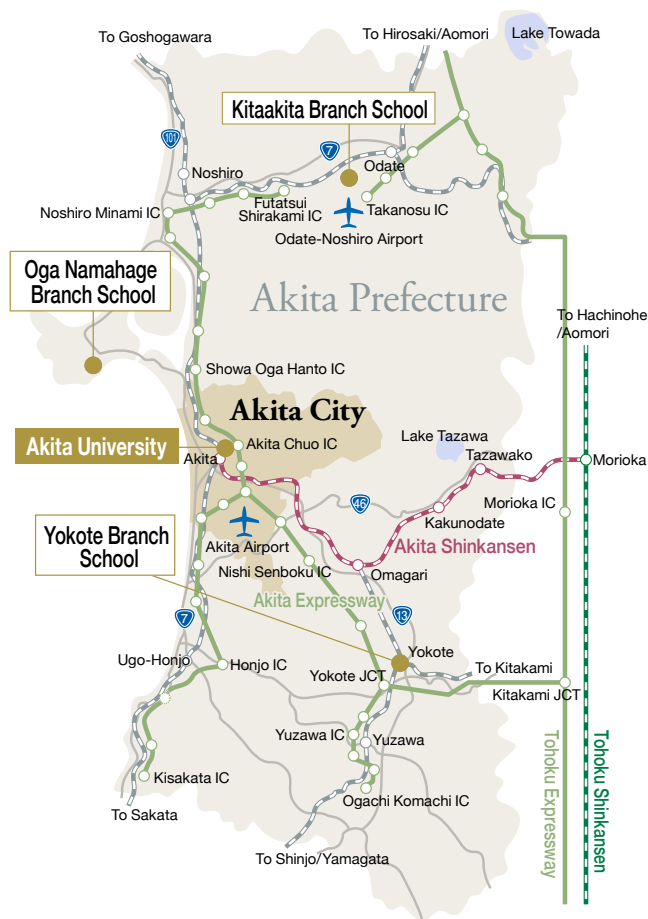 To Goshogawara
To Hirosaki/Aomori
Lake Towada
Kitaakita Branch School
101
7
Odate
Noshiro
Futatsui
Shirakami IC
Takanosu IC
Noshiro Minami IC
Odate-Noshiro Airport
Oga Namahage
Branch School
Akita Prefecture
To Hachinohe
/Aomori
Showa Oga Hanto IC
Akita City
Akita University
Akita Chuo IC
Akita
Lake Tazawa
Tazawako
Morioka
46
Morioka IC
Kakunodate
Yokote Branch
School
Akita Airport
Akita Shinkansen
Nishi Senboku IC
Omagari
Akita Expressway
7
13
Ugo-Honjo
Honjo IC
Yokote
To Kitakami
Yokote JCT
Kitakami JCT
Yuzawa IC
Yuzawa
Kisakata IC
Ogachi Komachi IC
To Sakata
To Shinjo/Yamagata
Tohoku Expressway
Tohoku Shinkansen